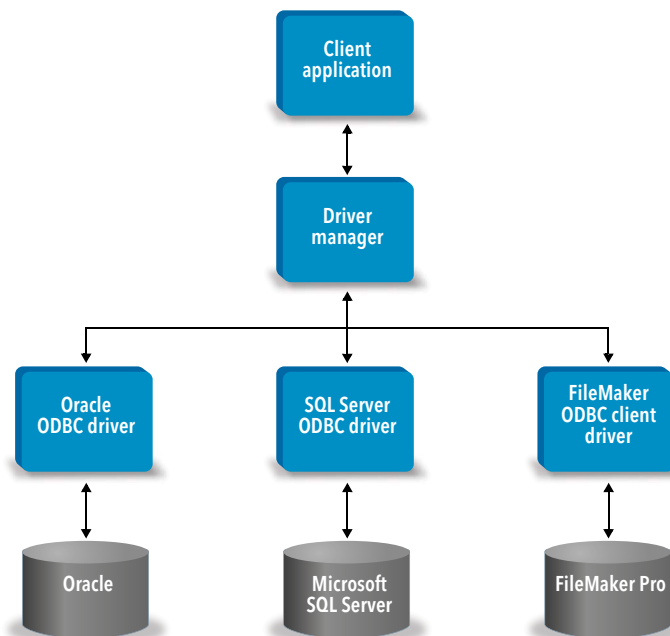 Client
application
Driver
manager
Oracle
ODBC driver
SQL Server
ODBC driver
FileMaker
ODBC client
driver
Oracle
Microsoft
SQL Server
FileMaker Pro